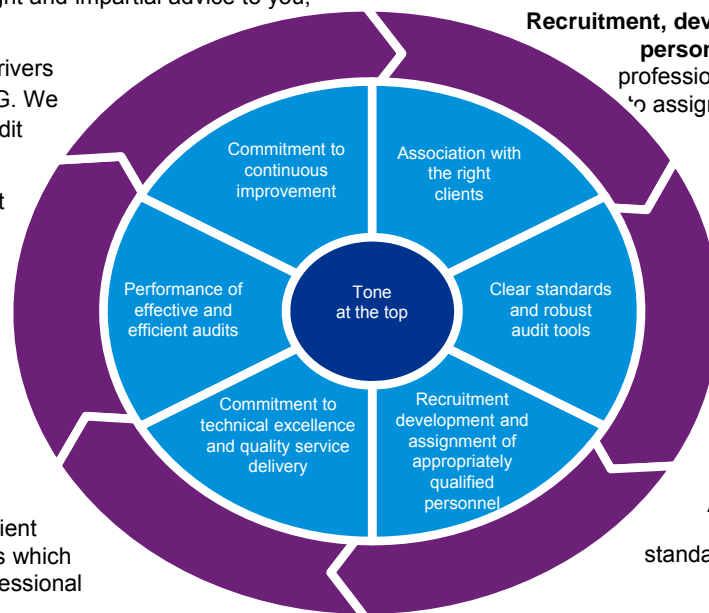 ght and impartial advice to you,
rivers
G. We
dit
t
ient
s which
essional
Recruitment, dev
person
professio
to assign
standa
Commitment to
continuous
improvement
Association with
the right
clients
Clear standards
and robust
audit tools
Recruitment
development and
assignment of
appropriately
qualified
personnel
Commitment to
technical excellence
and quality service
delivery
Performance of
effective and
efficient audits
Tone
at the top